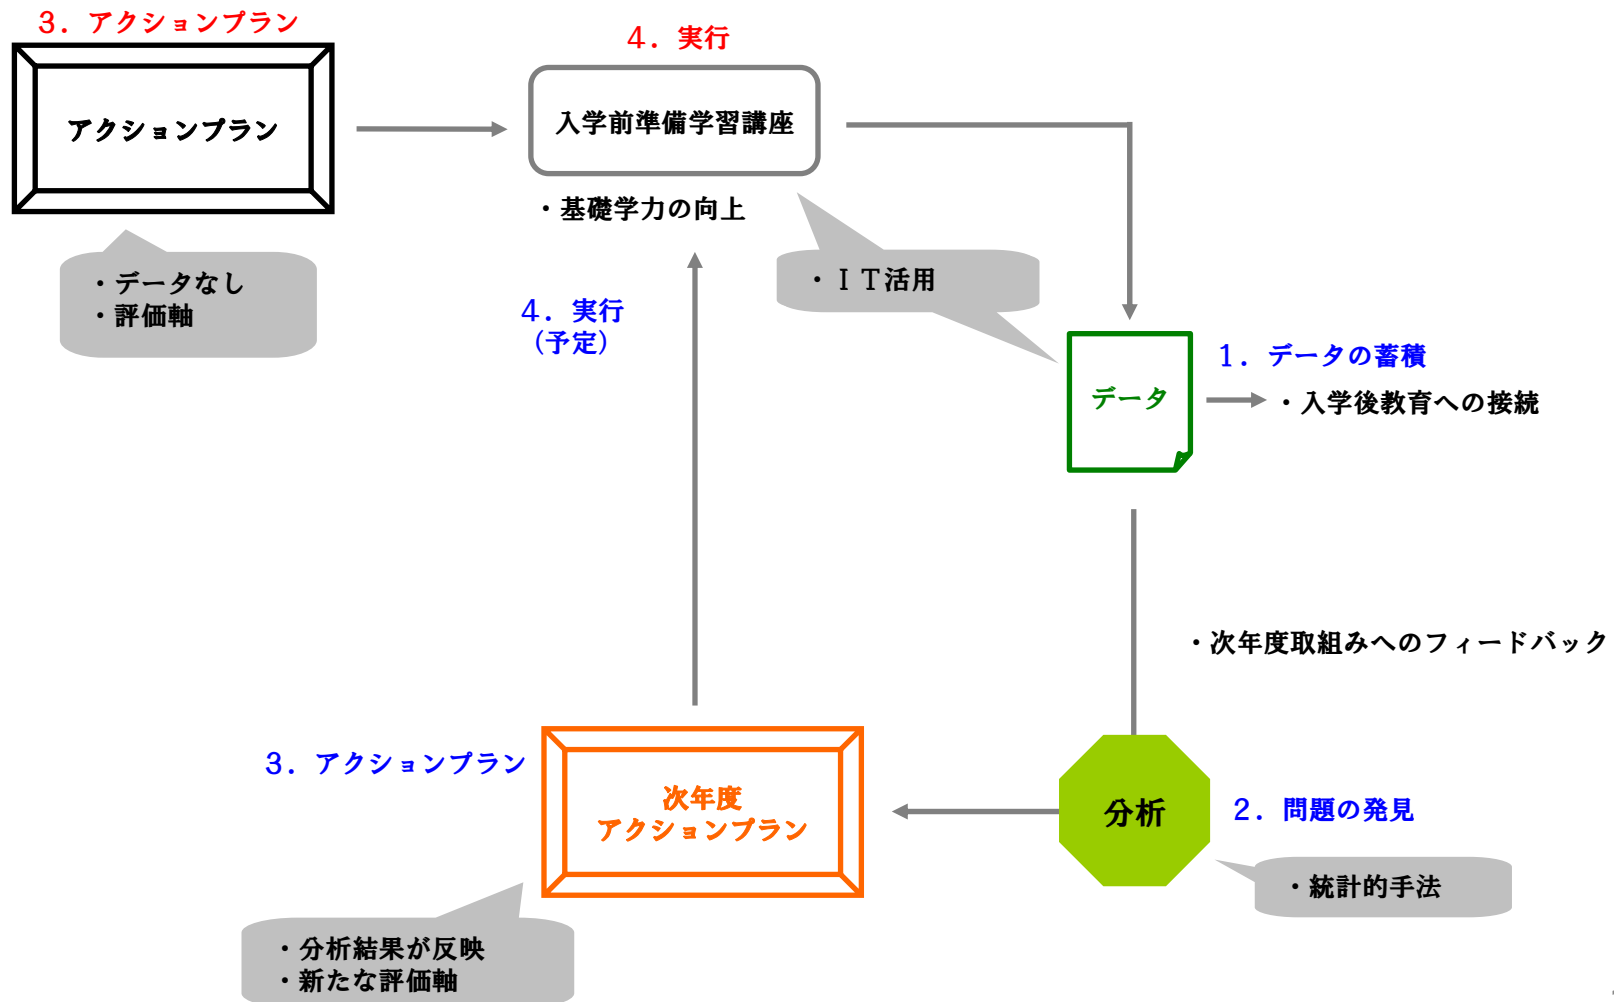 3．アクションプラン
アクションプラン
・データなし
・評価軸
4．実行
入学前準備学習講座
・基礎学力の向上
・ＩＴ活用
4．実行
(予定)
データ
1．データの蓄積
・入学後教育への接続
・次年度取組みへのフィードバック
分析
2．問題の発見
・統計的手法
3．アクションプラン
次年度
アクションプラン
・分析結果が反映
・新たな評価軸